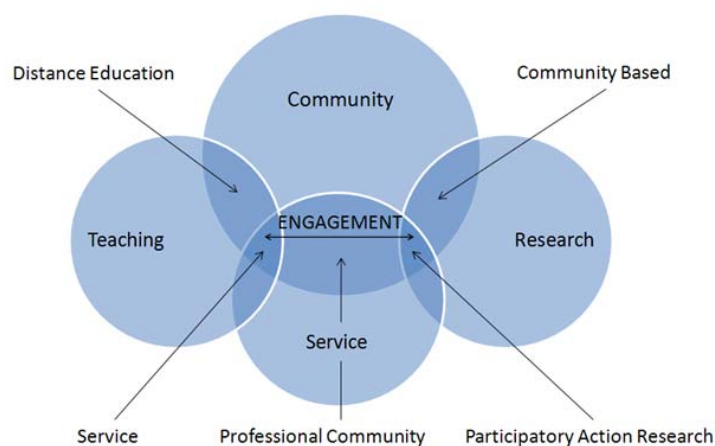 Distance Education
Community Based
Community
ENGAGEMENT
Teaching
Research
Service
Service
Professional Community
Participatory Action Research